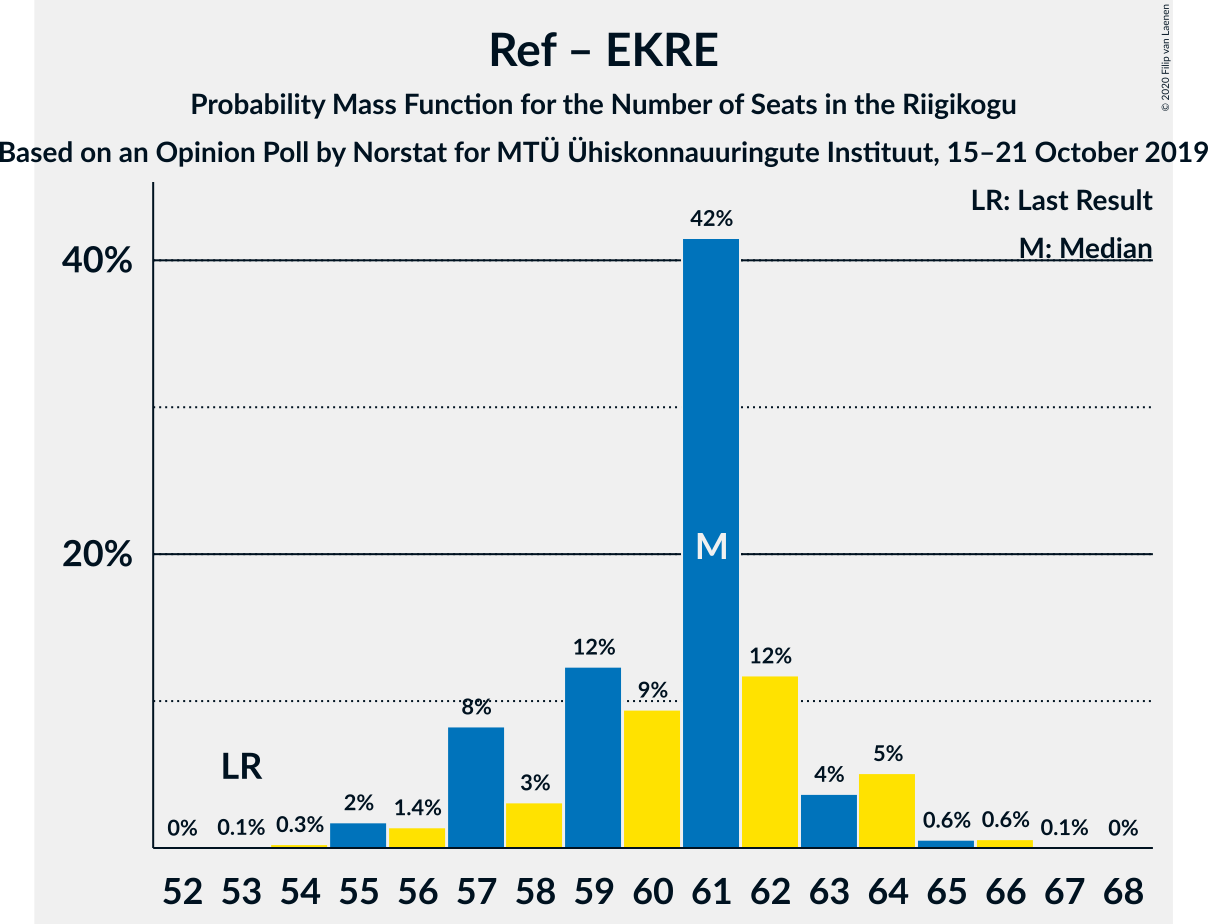 Ref – EKRE
Probability Mass Function for the Number of Seats in the Riigikogu
Based on an Opinion Poll by Norstat for MTÜ Ühiskonnauuringute Instituut, 15–21 October 2019
© 2020 Filip van Laenen
LR: Last Result
M: Median
40%
20%
0%
0.1%
0.3%
2%
1.4%
8%
3%
12%
9%
42%
12%
4%
5%
0.6%
0.6%
0.1%
0%
LR
M
52 53 54 55 56 57 58 59 60 61 62 63 64 65 66 67 68